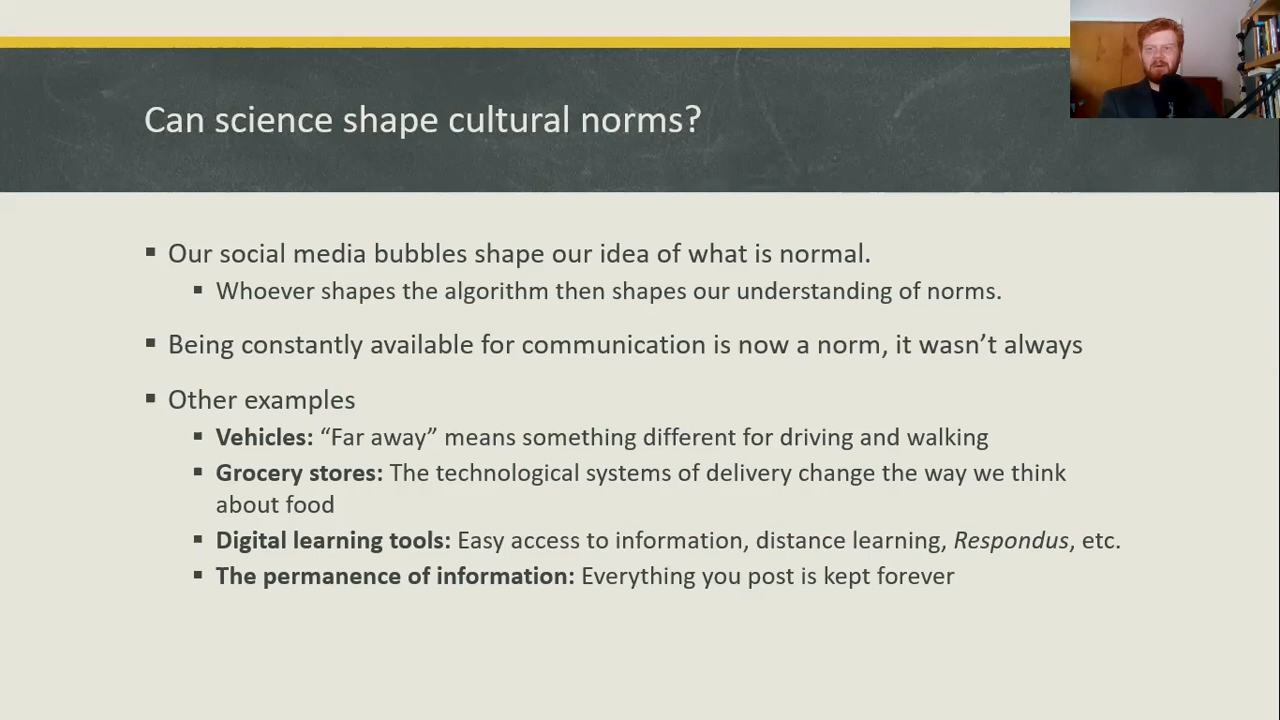 Can science shape cultural norms?
▪ Our social media bubbles shape our idea of what is normal.
▪ Whoever shapes the algorithm then shapes our understanding of norms.
▪ Being constantly available for communication is now a norm, it wasn’t always
▪ Other examples
▪ Vehicles: “Far away” means something different for driving and walking
▪ Grocery stores: The technological systems of delivery change the way we think
about food
▪ Digital learning tools: Easy access to information, distance learning, Respondus, etc.
▪ The permanence of information: Everything you post is kept forever